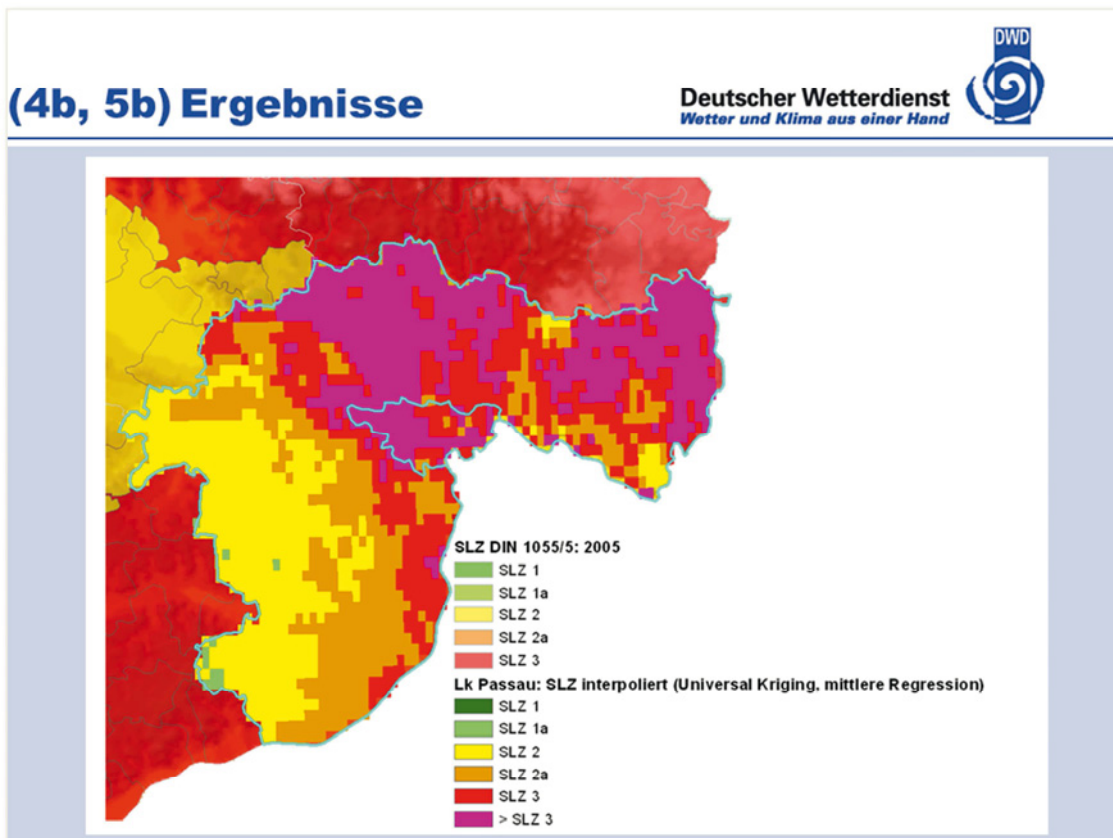 DWD
(4b, 5b) Ergebnisse
Deutscher Wetterdienst
Wetter und Klima aus einer Hand
SLZ DIN 1055/5: 2005
SLZ 1
SLZ 1a
SLZ 2
SLZ 2a
SLZ 3
Lk Passau: SLZ interpoliert (Universal Kriging, mittlere Regression)
SLZ 1
SLZ 1a
SLZ 2
SLZ 2a
SLZ 3
> SLZ 3